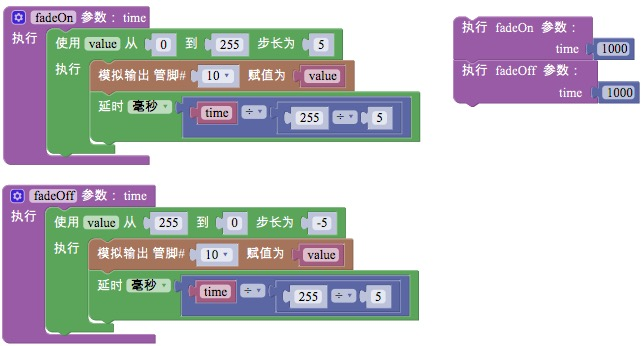 fadeOn 参数：time
执行 使用 value 从 0 到 255 步长为 5
执行 模拟输出 管脚# 10 赋值为 value
延时 毫秒 time ÷ 255 ÷ 5
执行 fadeOn 参数：
time 1000
执行 fadeOff 参数：
time 1000
fadeOff 参数：time
执行 使用 value 从 255 到 0 步长为 -5
执行 模拟输出 管脚# 10 赋值为 value
延时 毫秒 time ÷ 255 ÷ 5